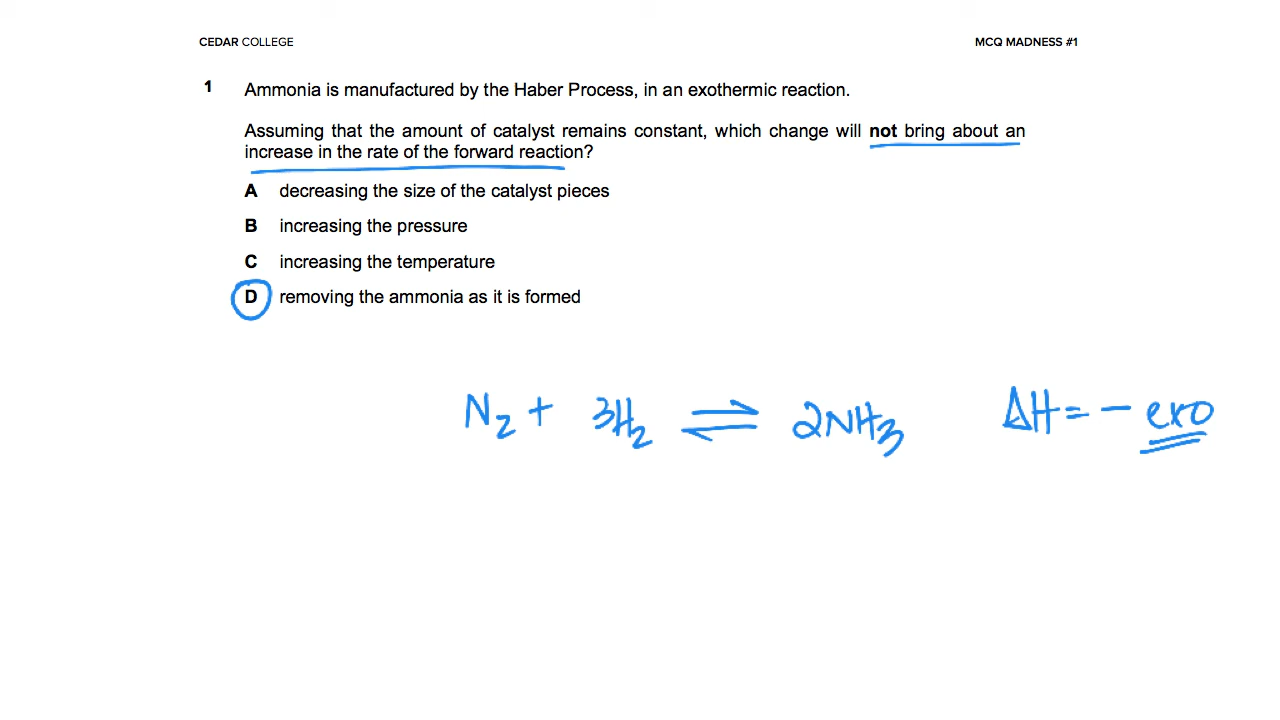 CEDAR COLLEGE MCQ MADNESS #1
1 Ammonia is manufactured by the Haber Process, in an exothermic reaction.
Assuming that the amount of catalyst remains constant, which change will not bring about an
increase in the rate of the forward reaction?
A decreasing the size of the catalyst pieces
B increasing the pressure
C increasing the temperature
D removing the ammonia as it is formed
N₂ + 3H₂ ⇌ 2NH₃ ΔH = - exo